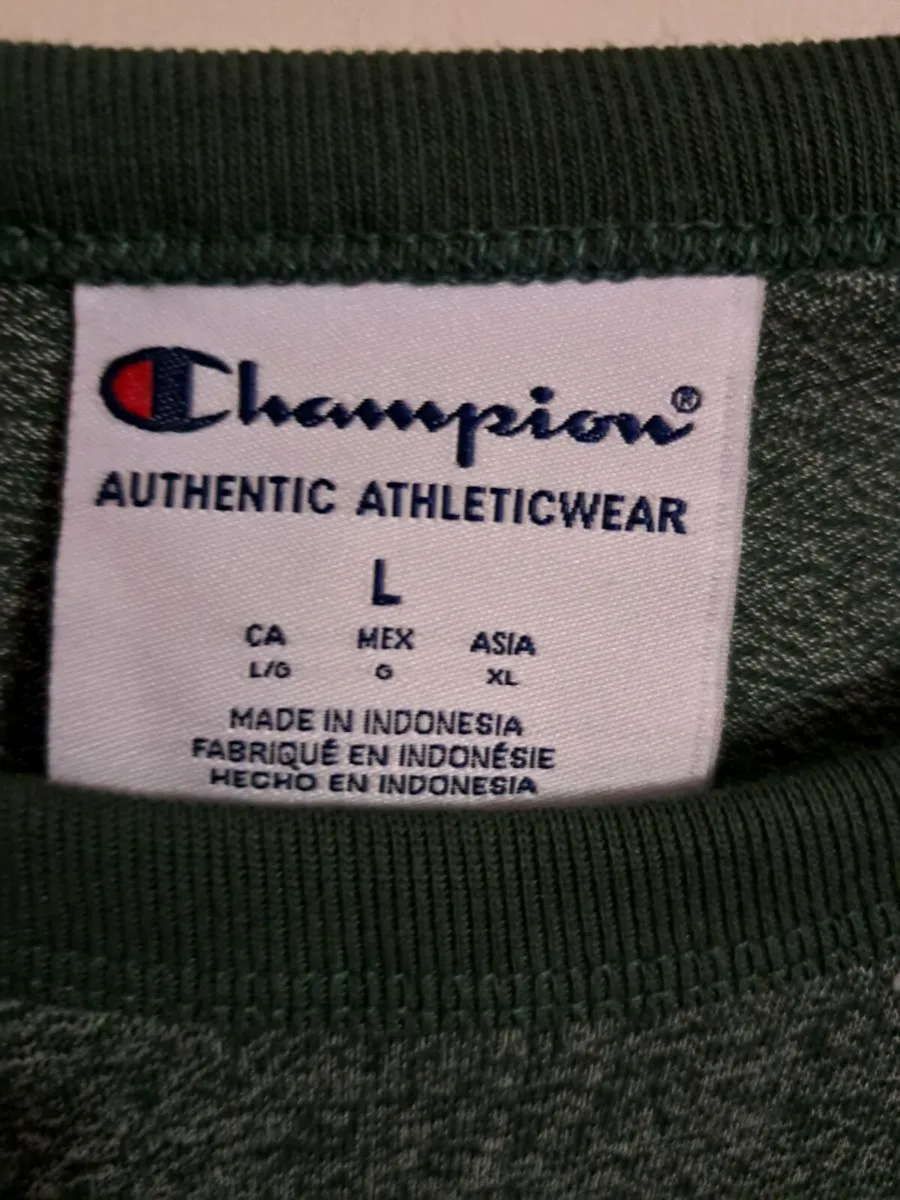 Champion®
AUTHENTIC ATHLETICWEAR
L
CA MEX ASIA
L/G G XL
MADE IN INDONESIA
FABRIQUÉ EN INDONÉSIE
HECHO EN INDONESIA